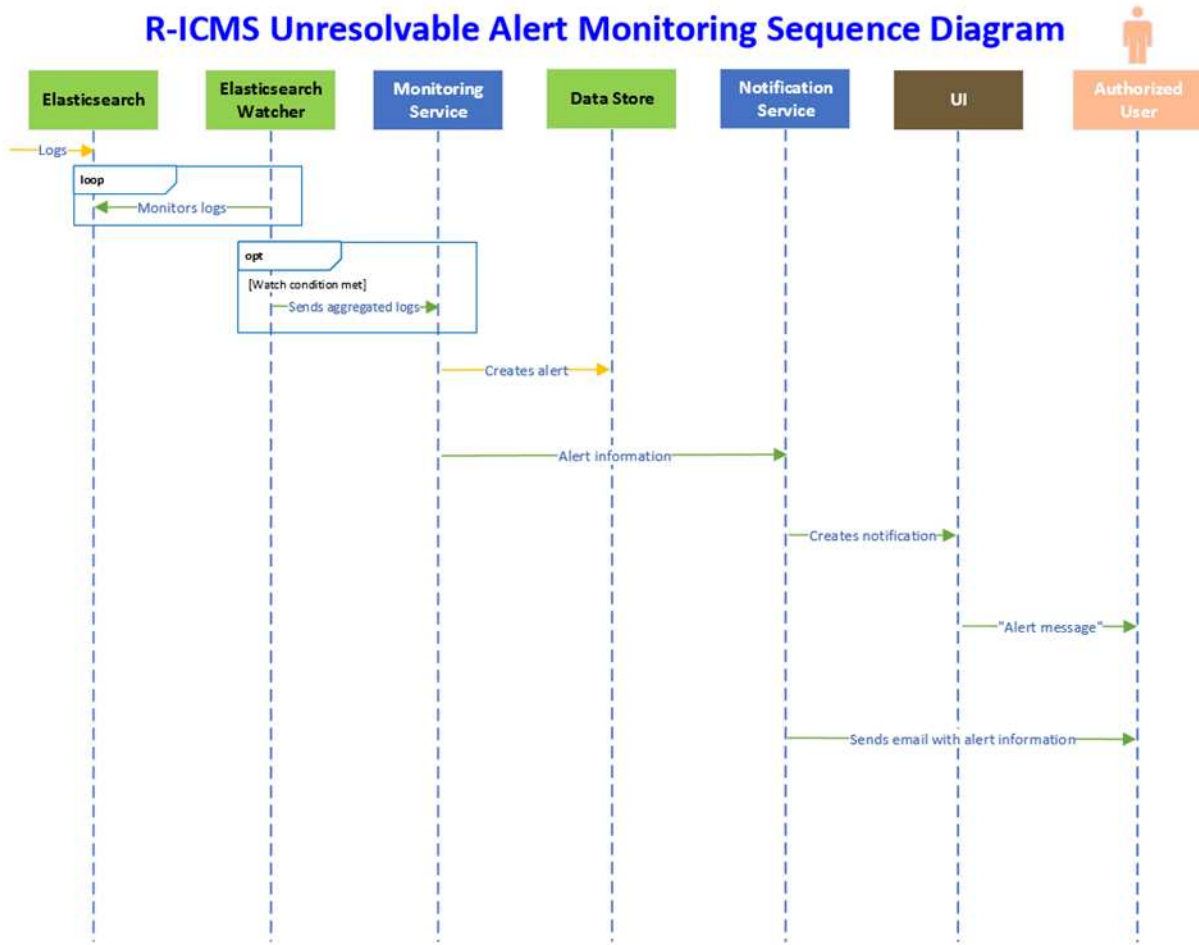 R-ICMS Unresolvable Alert Monitoring Sequence Diagram
Elasticsearch
Elasticsearch
Watcher
Monitoring
Service
Data Store
Notification
Service
UI
Authorized
User
Logs
loop
Monitors logs
opt
[Watch condition met]
Sends aggregated logs
Creates alert
Alert information
Creates notification
"Alert message"
Sends email with alert information